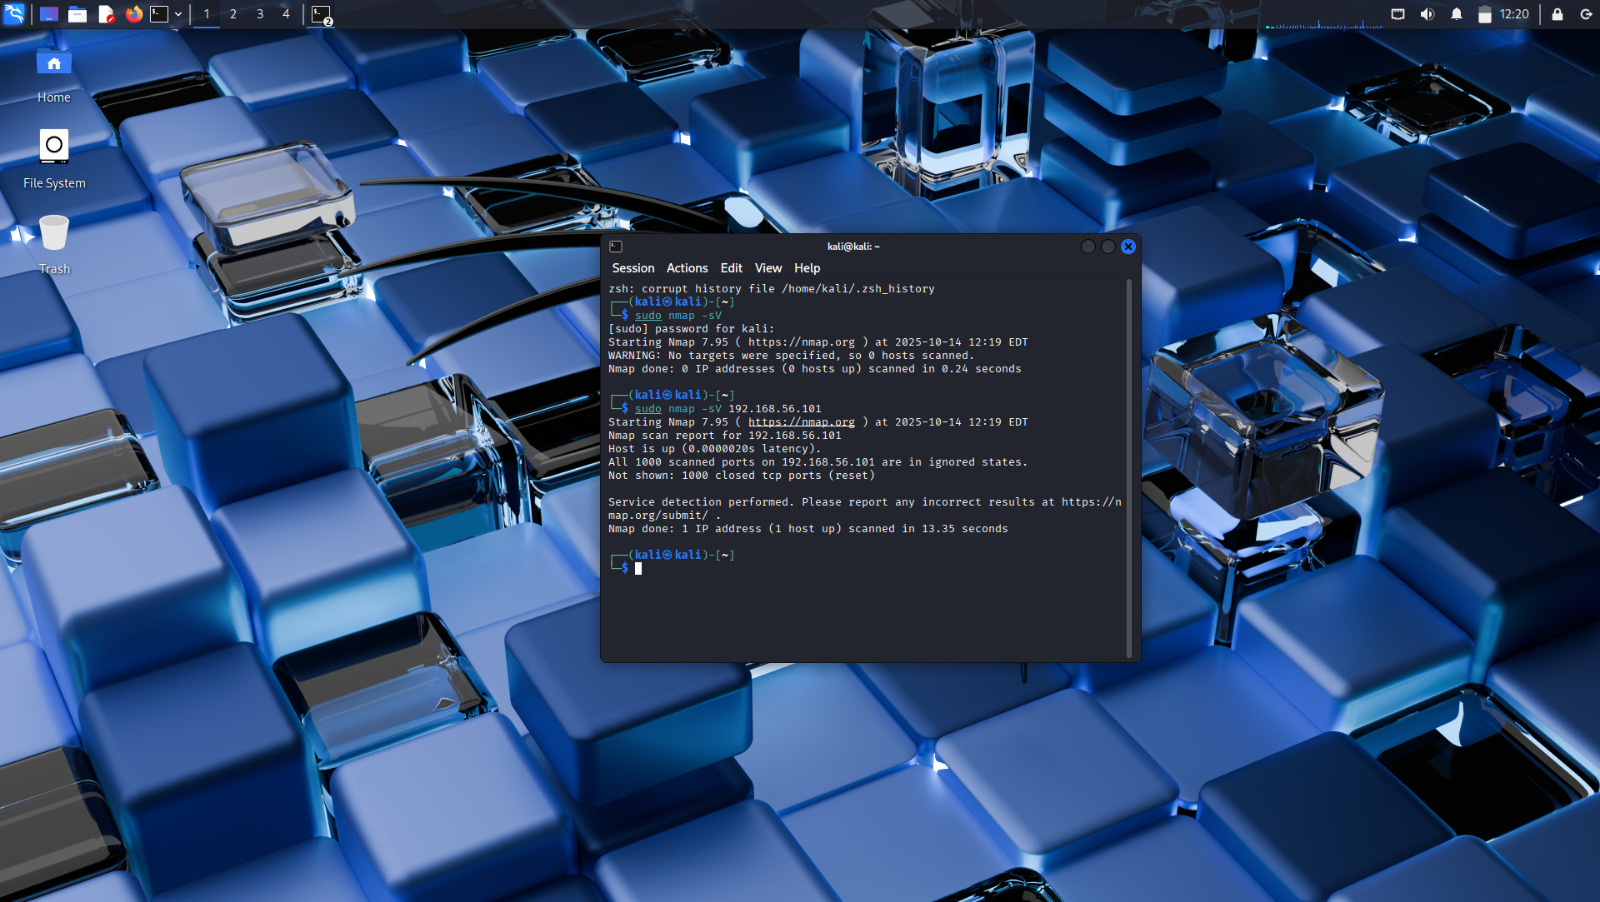 1 2 3 4
2
12:20
Home
File System
Trash
kali@kali: ~
Session Actions Edit View Help
zsh: corrupt history file /home/kali/.zsh_history
┌──(kali㉿kali)-[~]
└─$ sudo nmap -sV
[sudo] password for kali:
Starting Nmap 7.95 ( https://nmap.org ) at 2025-10-14 12:19 EDT
WARNING: No targets were specified, so 0 hosts scanned.
Nmap done: 0 IP addresses (0 hosts up) scanned in 0.24 seconds
┌──(kali㉿kali)-[~]
└─$ sudo nmap -sV 192.168.56.101
Starting Nmap 7.95 ( https://nmap.org ) at 2025-10-14 12:19 EDT
Nmap scan report for 192.168.56.101
Host is up (0.0000020s latency).
All 1000 scanned ports on 192.168.56.101 are in ignored states.
Not shown: 1000 closed tcp ports (reset)
Service detection performed. Please report any incorrect results at https://n
map.org/submit/ .
Nmap done: 1 IP address (1 host up) scanned in 13.35 seconds
┌──(kali㉿kali)-[~]
└─$